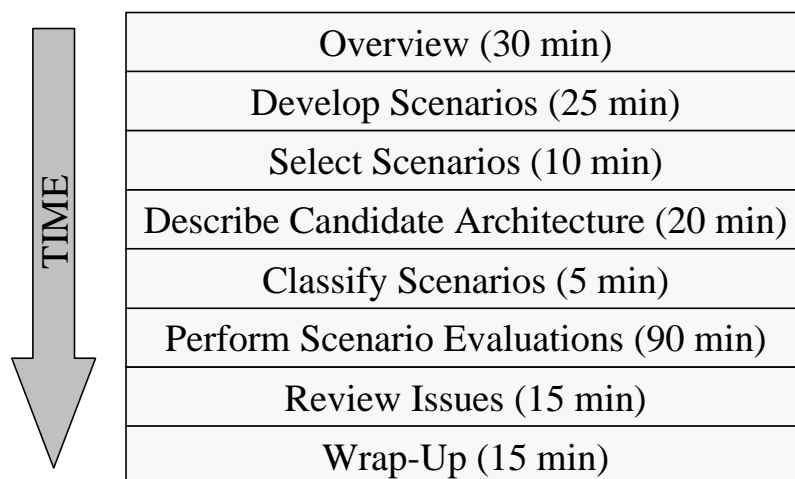 TIME
Overview (30 min)
Develop Scenarios (25 min)
Select Scenarios (10 min)
Describe Candidate Architecture (20 min)
Classify Scenarios (5 min)
Perform Scenario Evaluations (90 min)
Review Issues (15 min)
Wrap-Up (15 min)